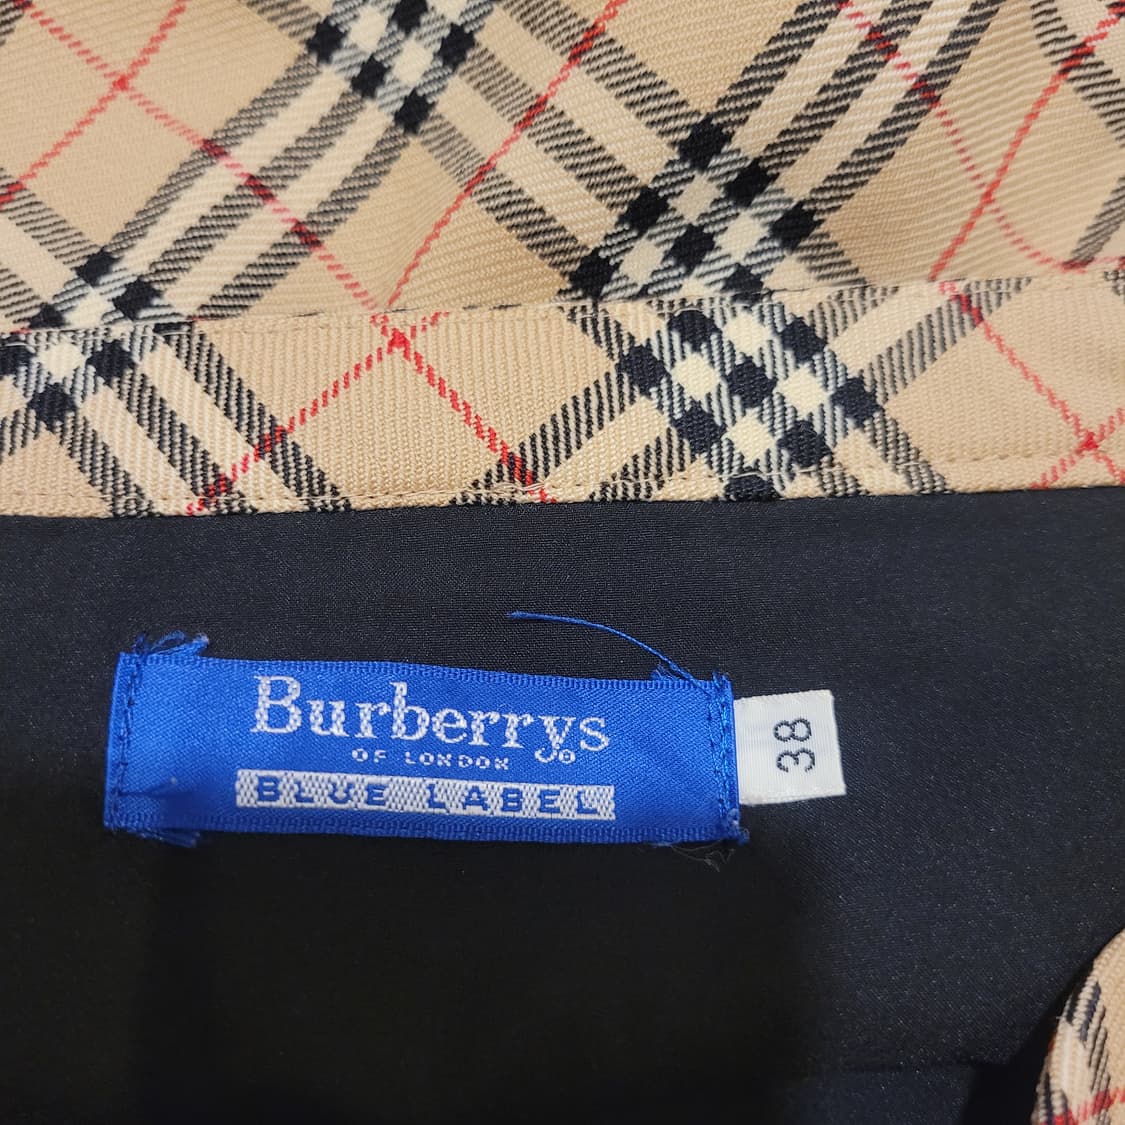 Burberrys®
OF LONDON
BLUE LABEL
38